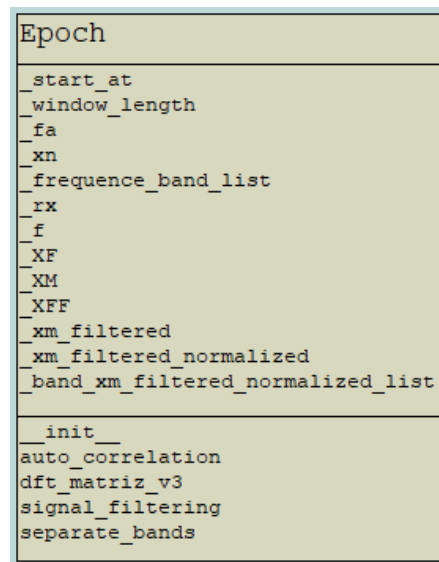 Epoch
_start_at
_window_length
_fa
_xn
_frequence_band_list
_rx
_f
_XF
_XM
_XFF
_xm_filtered
_xm_filtered_normalized
_band_xm_filtered_normalized_list
__init__
auto_correlation
dft_matriz_v3
signal_filtering
separate_bands